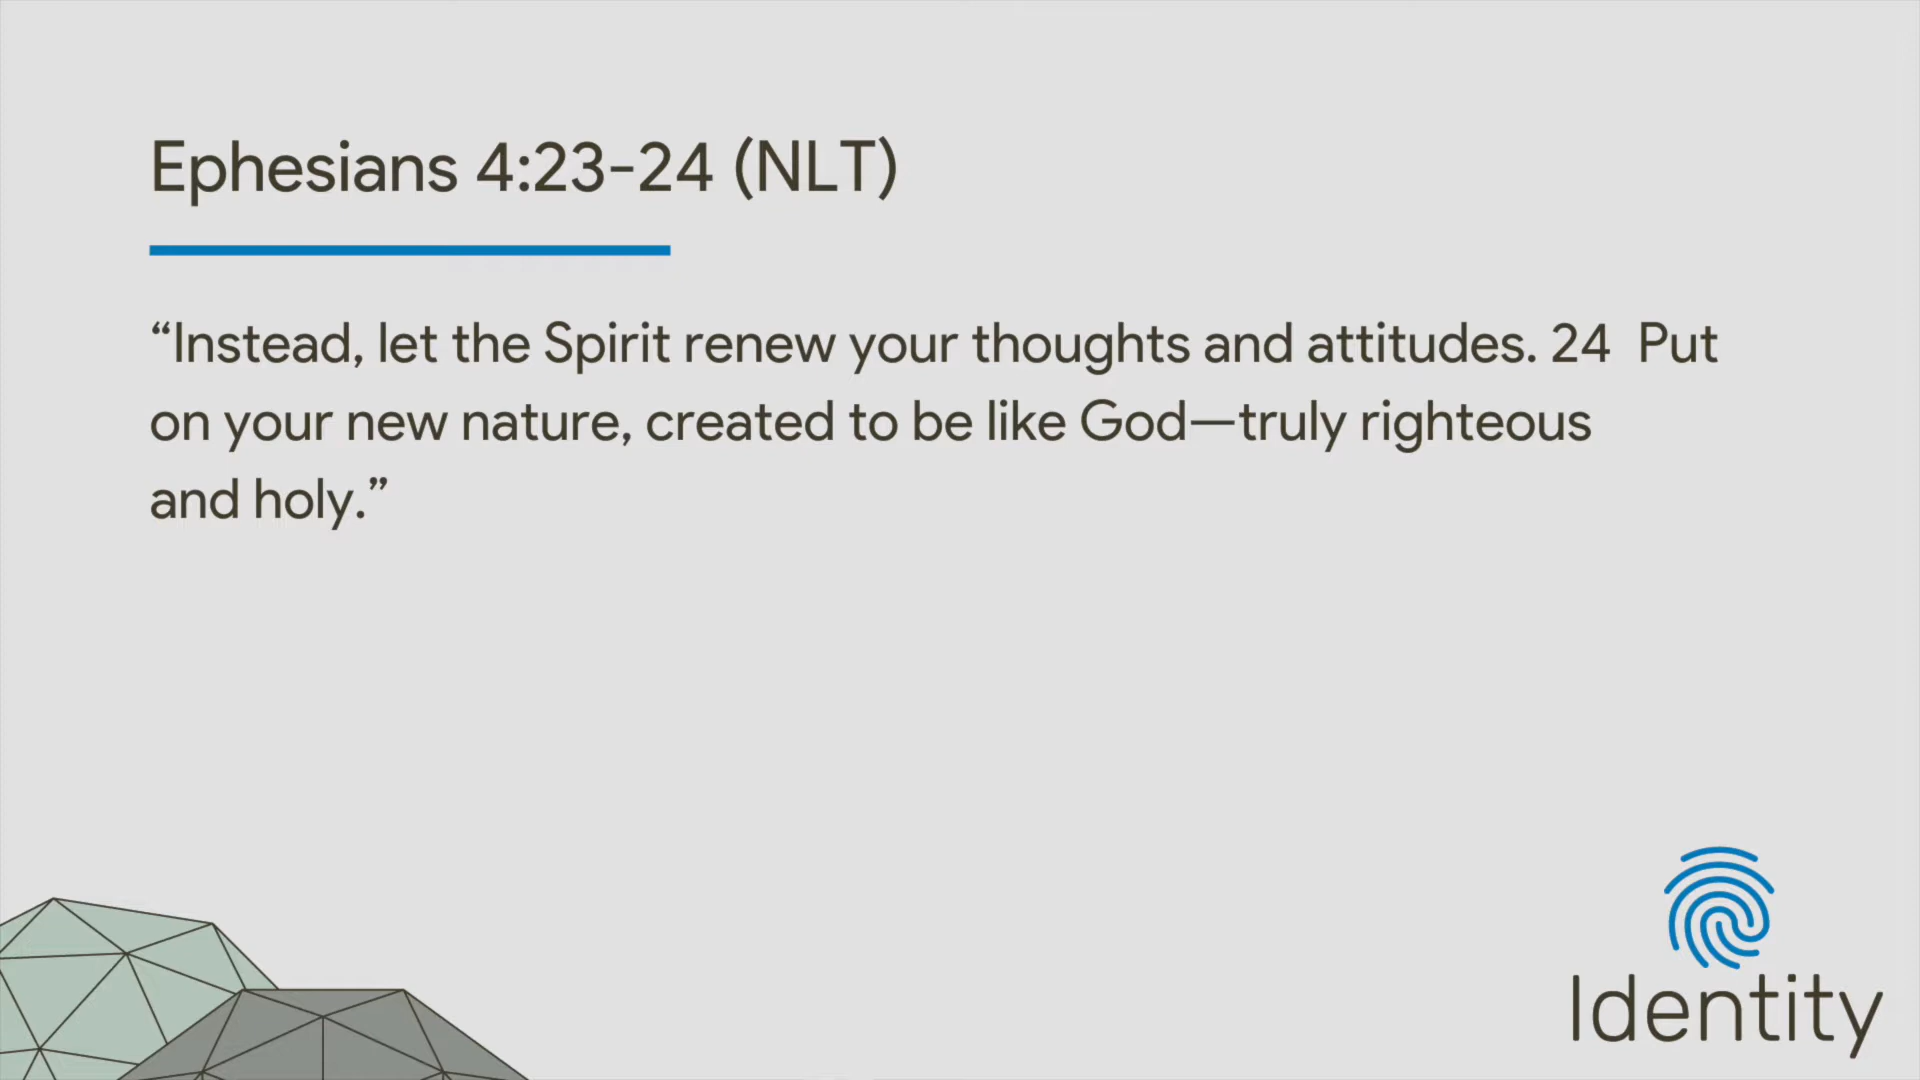 Ephesians 4:23-24 (NLT)
“Instead, let the Spirit renew your thoughts and attitudes. 24  Put
on your new nature, created to be like God—truly righteous
and holy.”
Identity